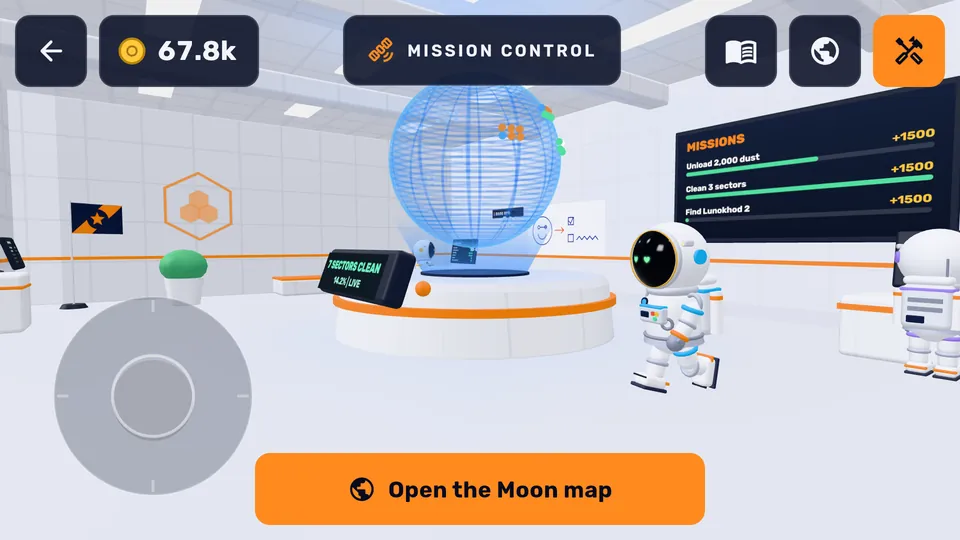 67.8k
MISSION CONTROL
MISSIONS
Unload 2,000 dust
+1500
Clean 3 sectors
+1500
Find Lunokhod 2
+1500
7 SECTORS CLEAN
14.2%/LIVE
Open the Moon map